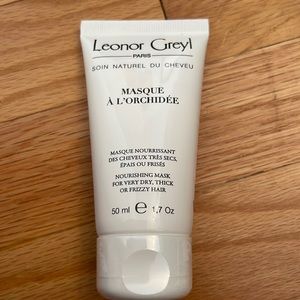 Leonor Greyl
PARIS
SOIN NATUREL DU CHEVEU
MASQUE
À L'ORCHIDÉE
MASQUE NOURRISSANT
DES CHEVEUX TRÈS SECS,
ÉPAIS OU FRISÉS
NOURISHING MASK
FOR VERY DRY, THICK
OR FRIZZY HAIR
50 ml ℮ 1,7 Oz